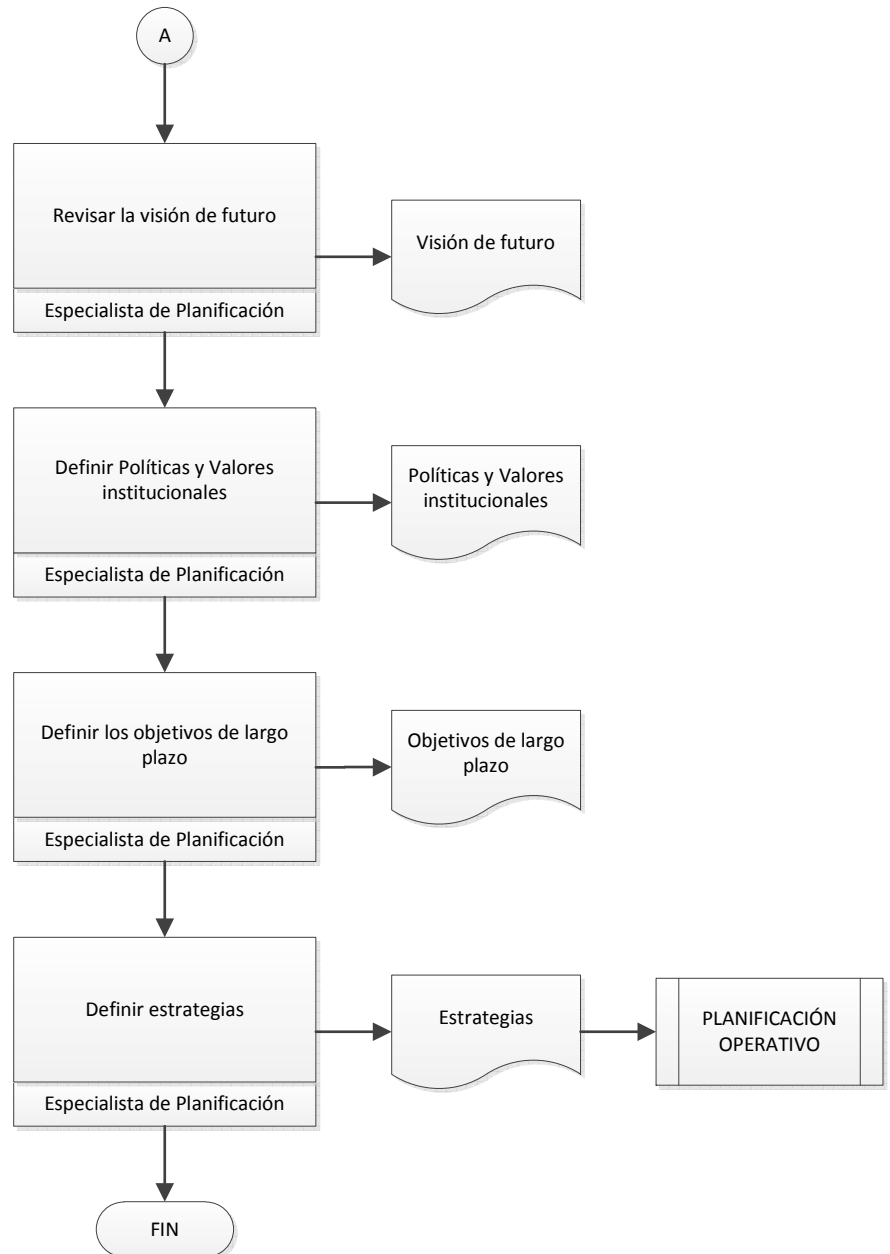 A
Revisar la visión de futuro
Especialista de Planificación
Visión de futuro
Definir Políticas y Valores
institucionales
Especialista de Planificación
Políticas y Valores
institucionales
Definir los objetivos de largo
plazo
Especialista de Planificación
Objetivos de largo
plazo
Definir estrategias
Especialista de Planificación
Estrategias
PLANIFICACIÓN
OPERATIVO
FIN